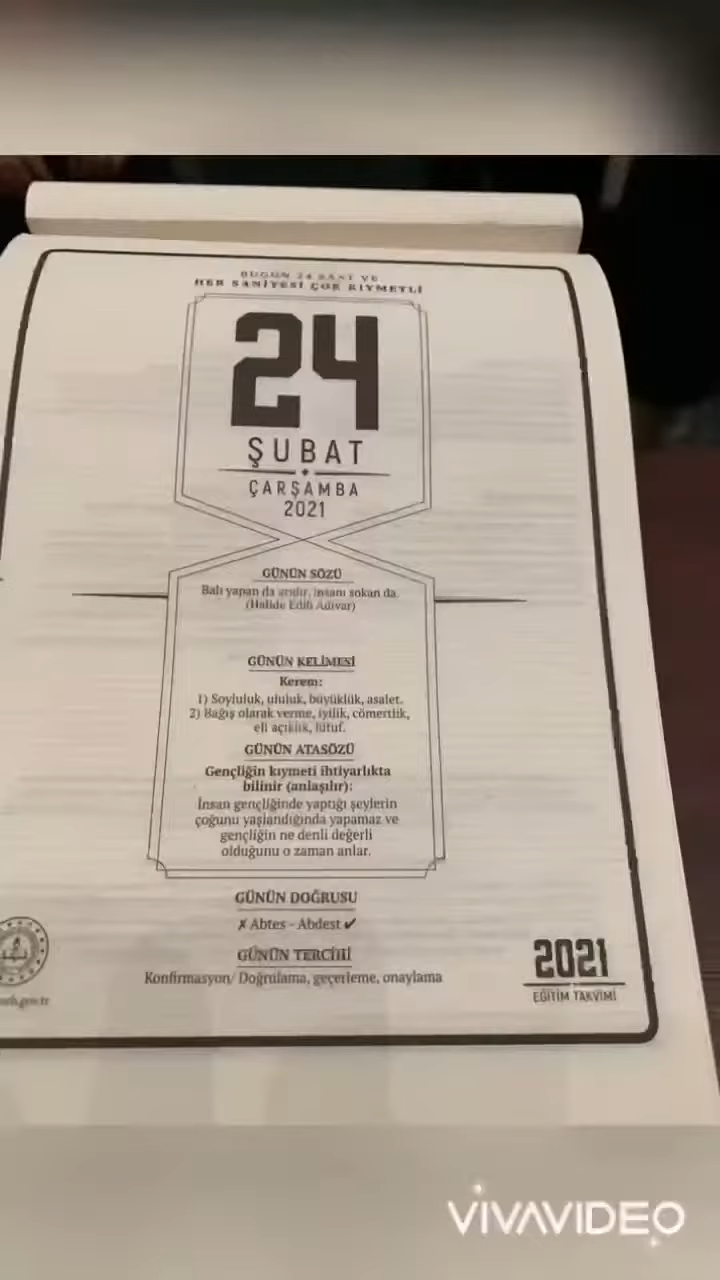 BUGÜN 24 SAAT VE
HER SANİYESİ ÇOK KIYMETLİ
24
ŞUBAT
ÇARŞAMBA
2021
GÜNÜN SÖZÜ
Balı yapan da arıdır, insanı sokan da.
(Halide Edib Adıvar)
GÜNÜN KELİMESİ
Kerem:
1) Soyluluk, ululuk, büyüklük, asalet.
2) Bağış olarak verme, iyilik, cömertlik,
eli açıklık, lütuf.
GÜNÜN ATASÖZÜ
Gençliğin kıymeti ihtiyarlıkta
bilinir (anlaşılır):
İnsan gençliğinde yaptığı şeylerin
çoğunu yaşlandığında yapamaz ve
gençliğin ne denli değerli
olduğunu o zaman anlar.
GÜNÜN DOĞRUSU
✗ Abtes - Abdest ✔
GÜNÜN TERCİHİ
Konfirmasyon/ Doğrulama, geçerleme, onaylama
2021
EĞİTİM TAKVİMİ
VIVAVIDEO